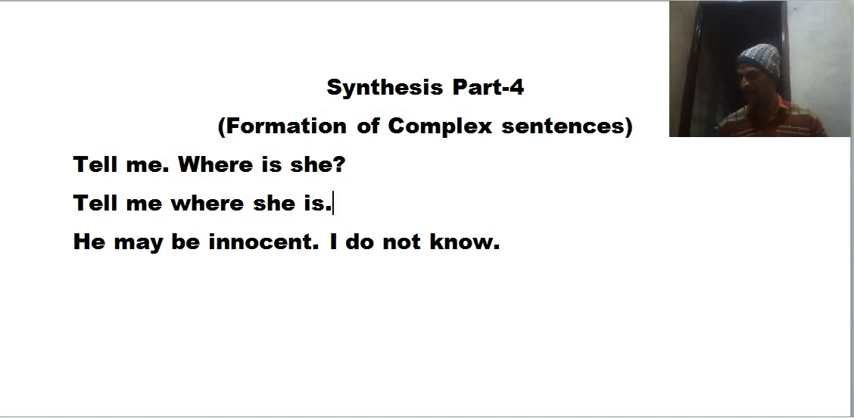 Synthesis Part-4
(Formation of Complex sentences)
Tell me. Where is she?
Tell me where she is.
He may be innocent. I do not know.